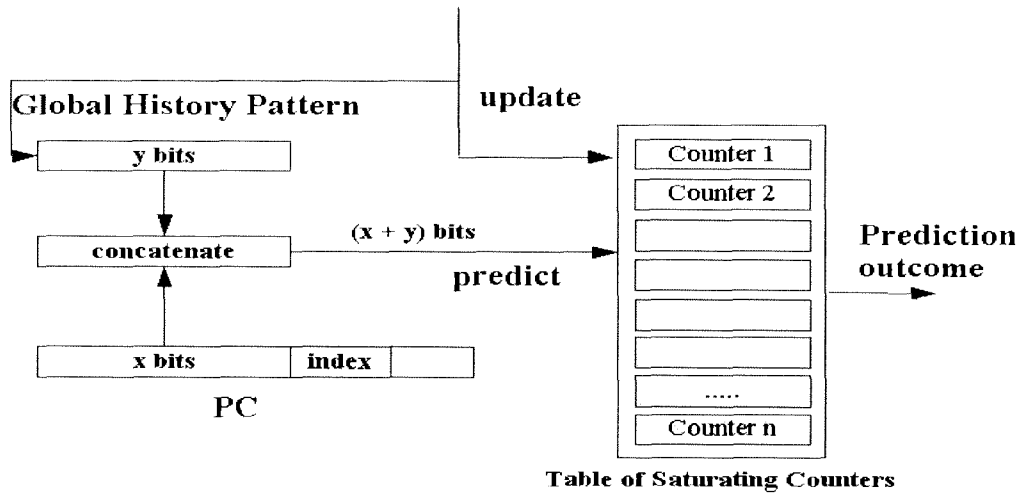 Global History Pattern
update
y bits
Counter 1
Counter 2
(x + y) bits
concatenate
predict
Prediction
outcome
x bits
index
PC
.....
Counter n
Table of Saturating Counters